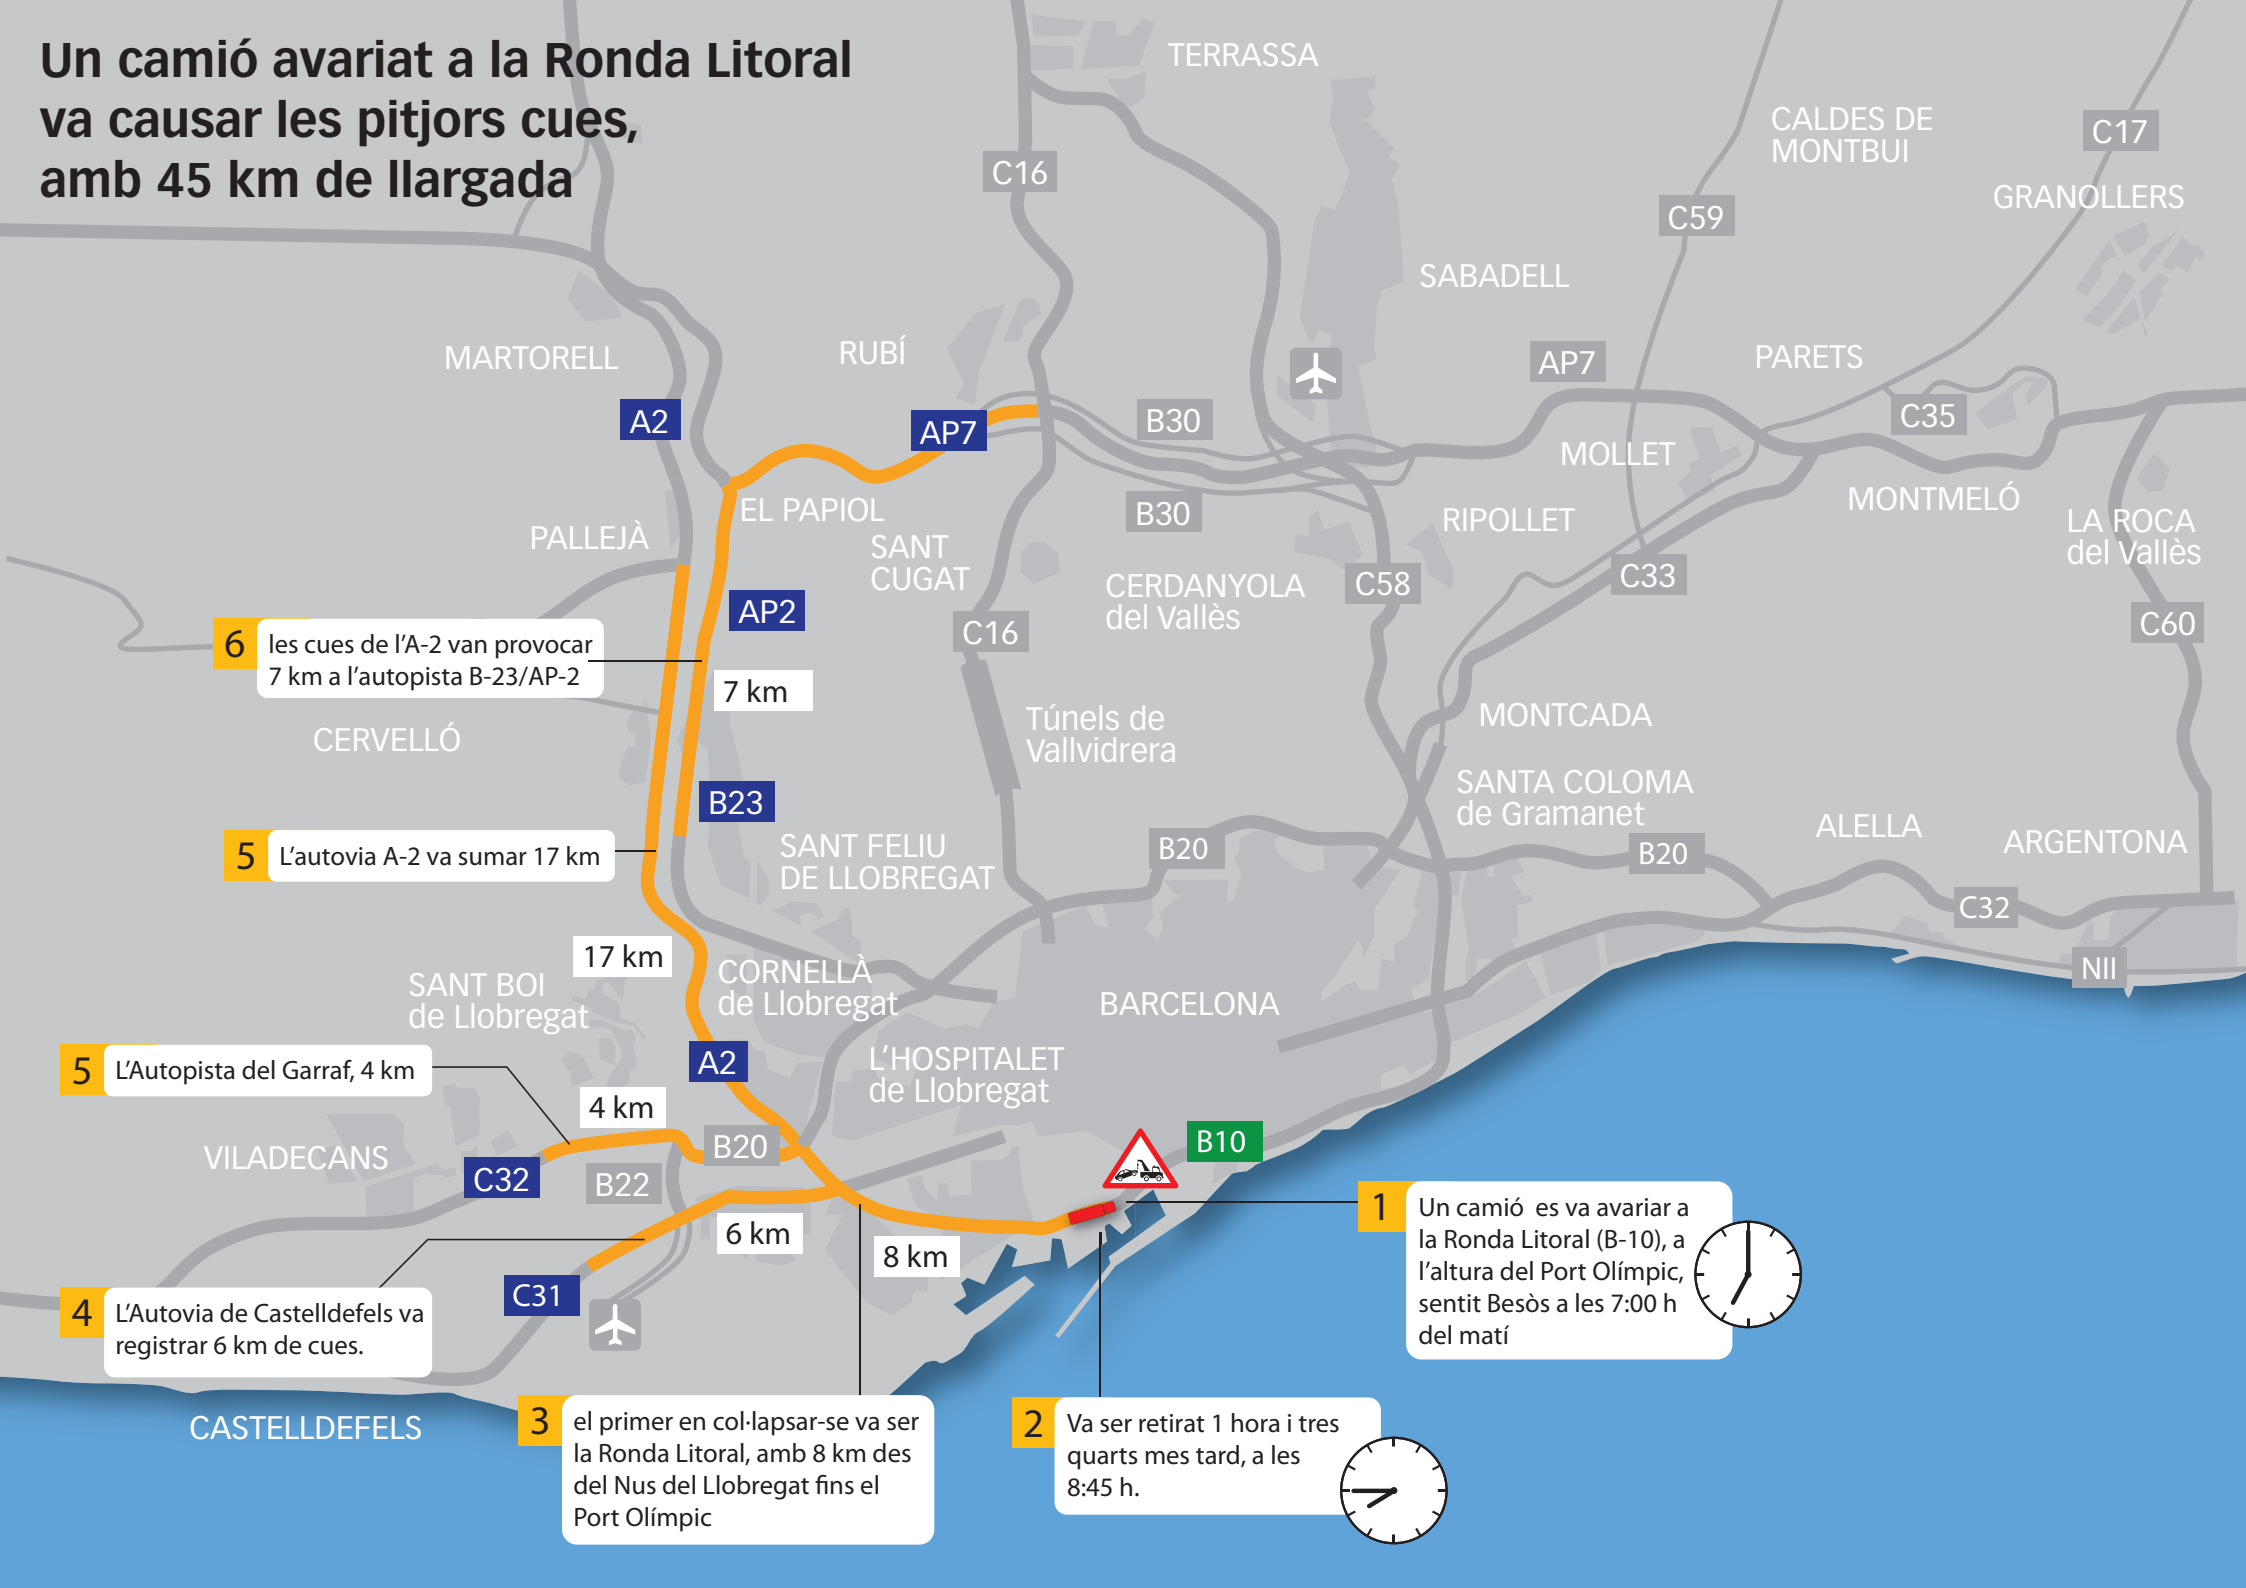 Un camió avariat a la Ronda Litoral
va causar les pitjors cues,
amb 45 km de llargada
TERRASSA
CALDES DE
MONTBUI
C17
C16
GRANOLLERS
C59
SABADELL
MARTORELL
RUBÍ
AP7
PARETS
A2
AP7
B30
C35
MOLLET
EL PAPIOL
B30
RIPOLLET
MONTMELÓ
LA ROCA
del Vallès
PALLEJÀ
SANT
CUGAT
CERDANYOLA
del Vallès
C58
C33
AP2
C16
C60
6
les cues de l’A-2 van provocar
7 km a l’autopista B-23/AP-2
7 km
CERVELLÓ
Túnels de
Vallvidrera
MONTCADA
B23
SANTA COLOMA
de Gramanet
ALELLA
ARGENTONA
5
L’autovia A-2 va sumar 17 km
SANT FELIU
DE LLOBREGAT
B20
B20
C32
17 km
NII
SANT BOI
de Llobregat
CORNELLÀ
de Llobregat
BARCELONA
5
L’Autopista del Garraf, 4 km
A2
L’HOSPITALET
de Llobregat
4 km
B20
B10
VILADECANS
C32
B22
6 km
8 km
1
Un camió  es va avariar a
la Ronda Litoral (B-10), a
l’altura del Port Olímpic,
sentit Besòs a les 7:00 h
del matí
C31
4
L’Autovia de Castelldefels va
registrar 6 km de cues.
CASTELLDEFELS
3
el primer en col·lapsar-se va ser
la Ronda Litoral, amb 8 km des
del Nus del Llobregat fins el
Port Olímpic
2
Va ser retirat 1 hora i tres
quarts mes tard, a les
8:45 h.